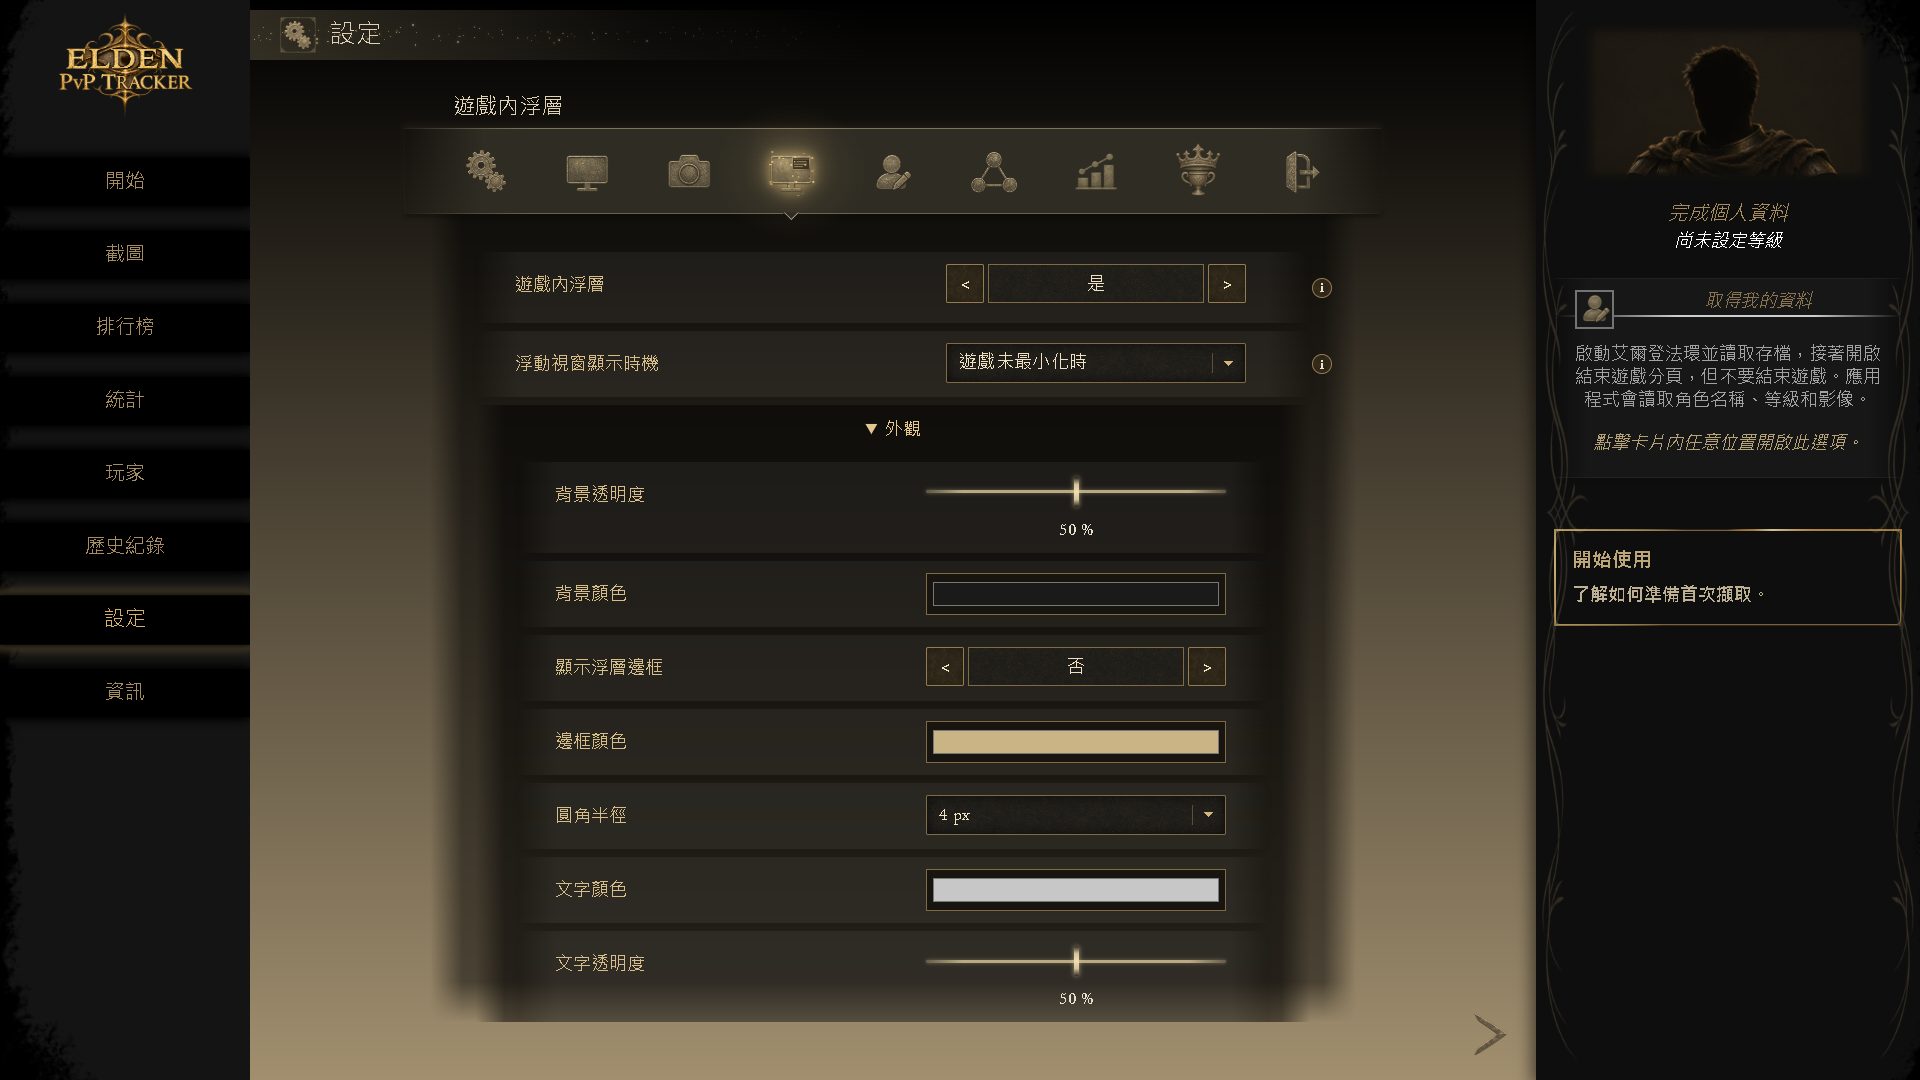 ELDEN
PVP TRACKER
開始
截圖
排行榜
統計
玩家
歷史紀錄
設定
資訊
設定
遊戲內浮層
遊戲內浮層
<
是
>
i
浮動視窗顯示時機
遊戲未最小化時
i
▼ 外觀
背景透明度
50 %
背景顏色
顯示浮層邊框
<
否
>
邊框顏色
圓角半徑
4 px
文字顏色
文字透明度
50 %
完成個人資料
尚未設定等級
取得我的資料
啟動艾爾登法環並讀取存檔，接著開啟
結束遊戲分頁，但不要結束遊戲。應用
程式會讀取角色名稱、等級和影像。
點擊卡片內任意位置開啟此選項。
開始使用
了解如何準備首次擷取。